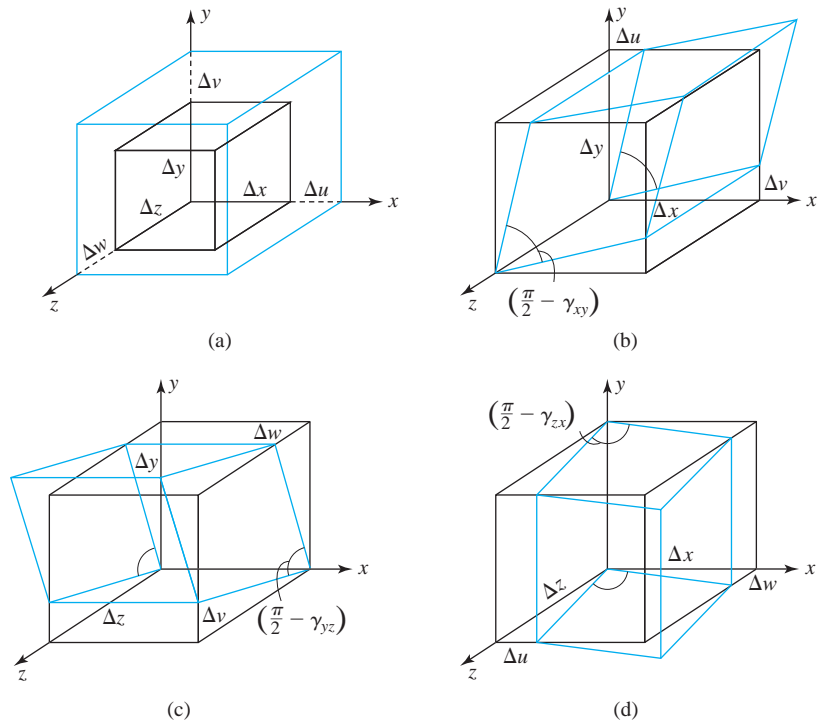 y
Δv
Δy
Δx
Δu
x
Δz
Δw
z
(a)
y
Δu
Δy
Δv
Δx
x
z
(π/2 − γxy)
(b)
y
Δw
Δy
x
Δz
Δv
(π/2 − γyz)
z
(c)
y
(π/2 − γzx)
Δx
x
Δz
Δw
Δu
z
(d)